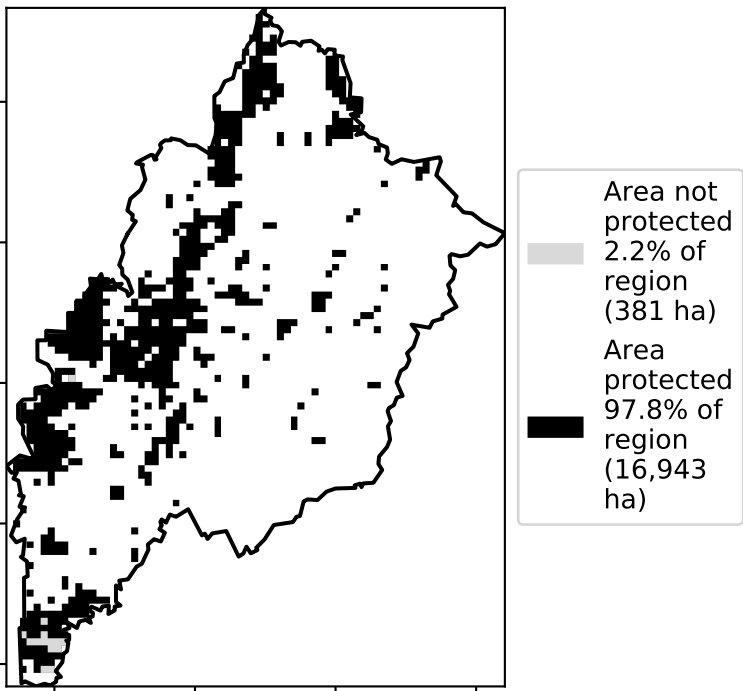 Area not
protected
2.2% of
region
(381 ha)
Area
protected
97.8% of
region
(16,943
ha)